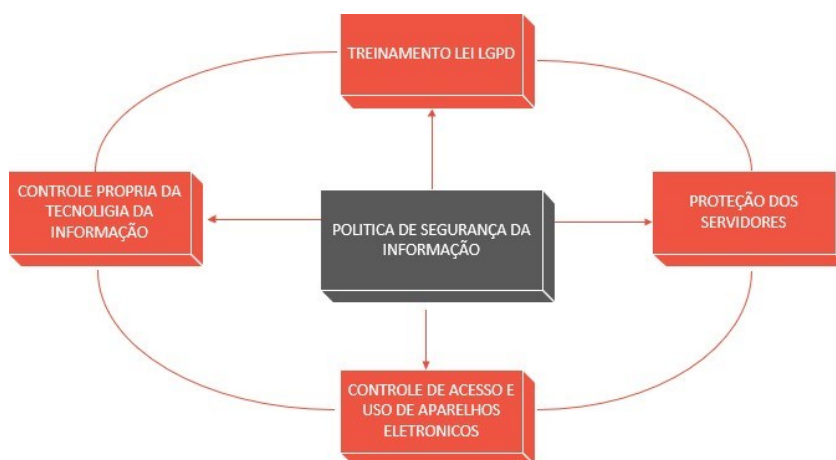 TREINAMENTO LEI LGPD
CONTROLE PROPRIA DA
TECNOLIGIA DA
INFORMAÇÃO
POLITICA DE SEGURANÇA DA
INFORMAÇÃO
PROTEÇÃO DOS
SERVIDORES
CONTROLE DE ACESSO E
USO DE APARELHOS
ELETRONICOS